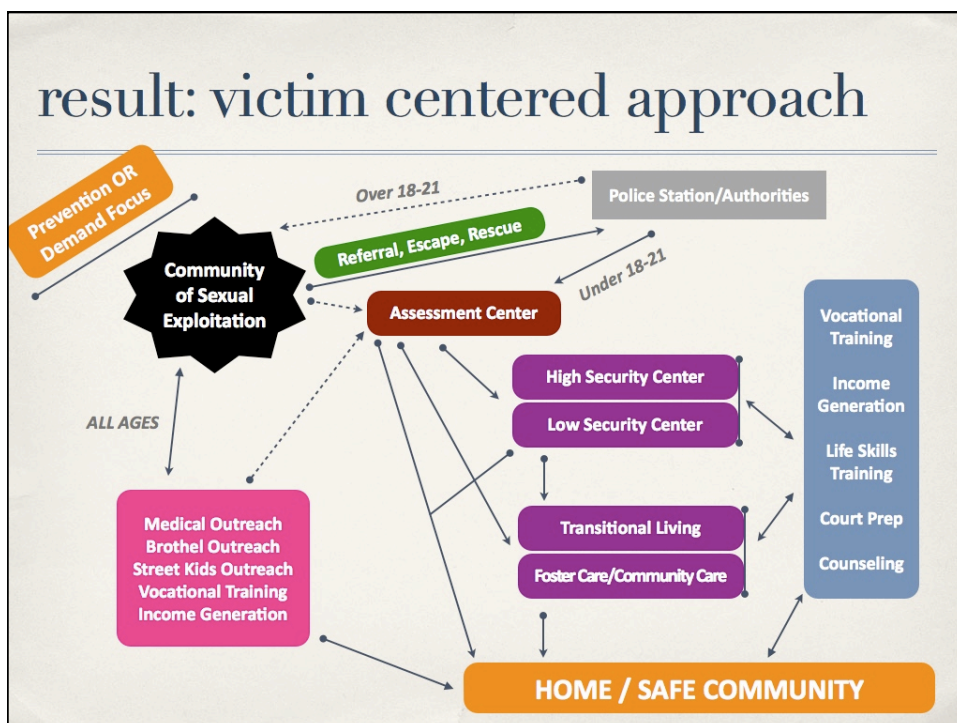 result: victim centered approach
Prevention OR
Demand Focus
Over 18-21
Police Station/Authorities
Referral, Escape, Rescue
Under 18-21
Community
of Sexual
Exploitation
Assessment Center
Vocational
Training
Income
Generation
Life Skills
Training
Court Prep
Counseling
High Security Center
Low Security Center
ALL AGES
Medical Outreach
Brothel Outreach
Street Kids Outreach
Vocational Training
Income Generation
Transitional Living
Foster Care/Community Care
HOME / SAFE COMMUNITY